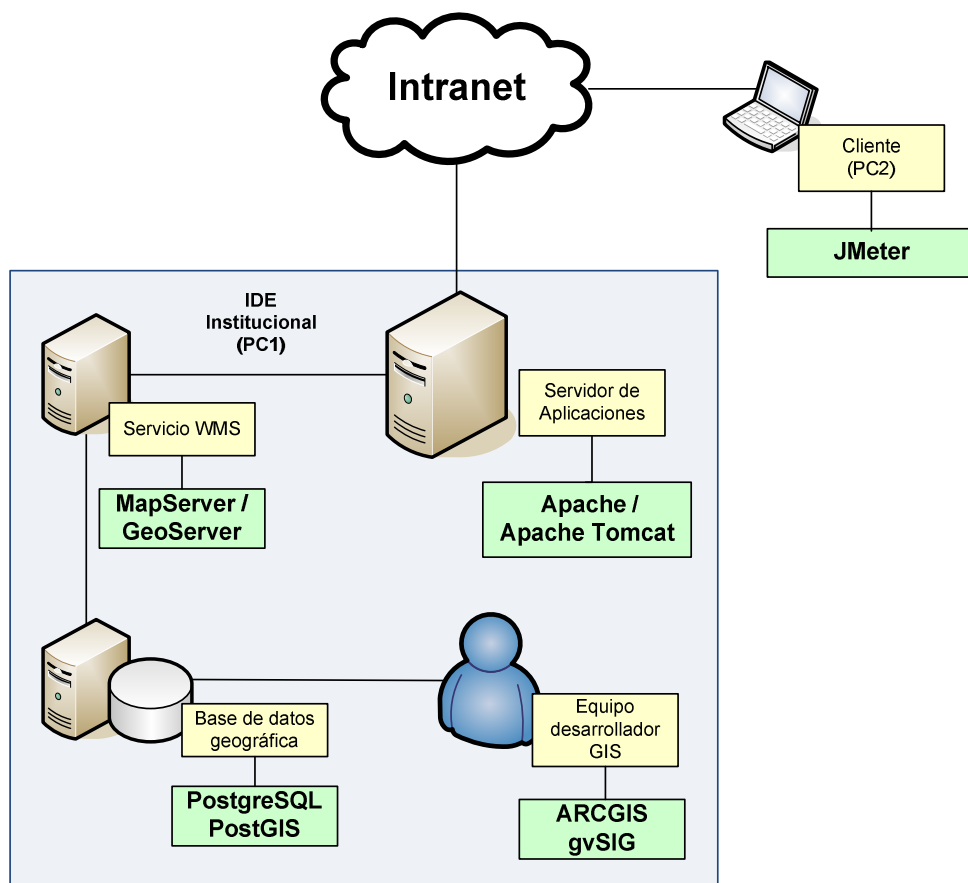 Intranet
Cliente
(PC2)
JMeter
IDE
Institucional
(PC1)
Servicio WMS
MapServer /
GeoServer
Servidor de
Aplicaciones
Apache /
Apache Tomcat
Base de datos
geográfica
PostgreSQL
PostGIS
Equipo
desarrollador
GIS
ARCGIS
gvSIG